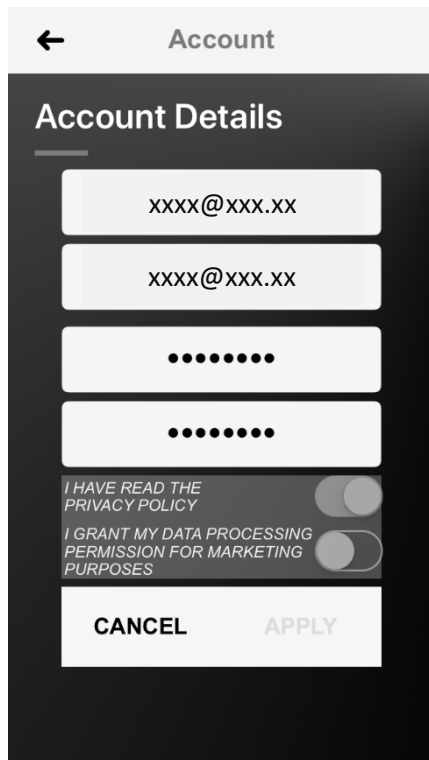 Account
Account Details
xxxx@xxx.xx
xxxx@xxx.xx
••••••••
••••••••
I HAVE READ THE
PRIVACY POLICY
I GRANT MY DATA PROCESSING
PERMISSION FOR MARKETING
PURPOSES
CANCEL APPLY